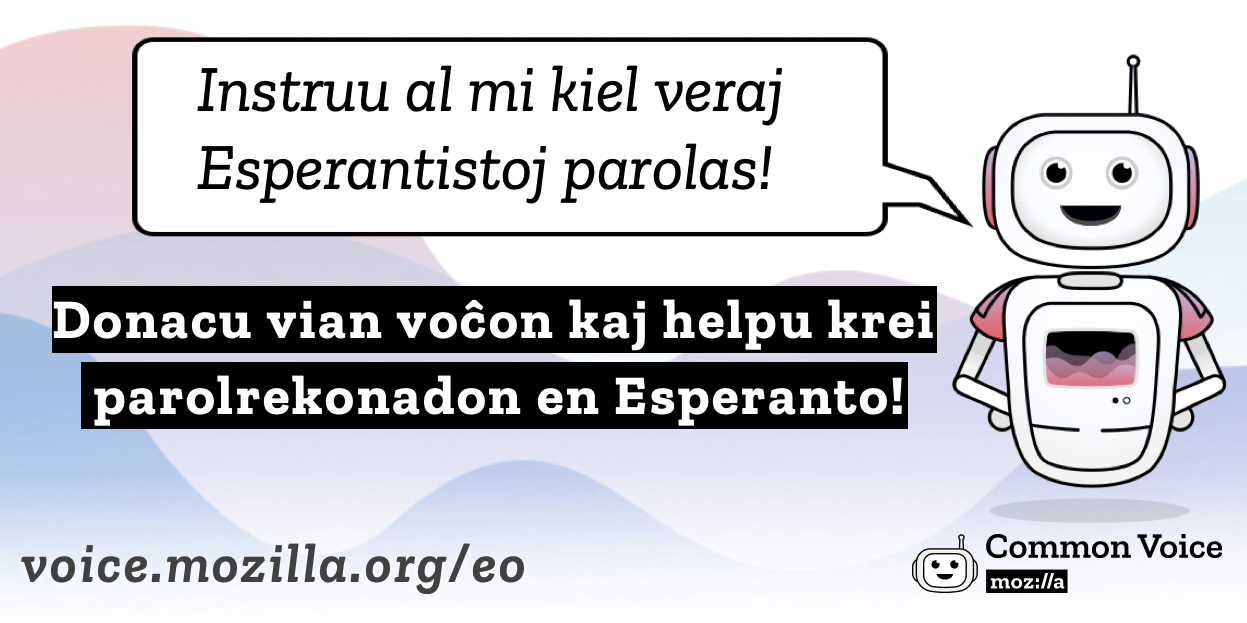 Instruu al mi kiel veraj
Esperantistoj parolas!
Donacu vian voĉon kaj helpu krei
parolrekonadon en Esperanto!
voice.mozilla.org/eo
Common Voice
moz://a